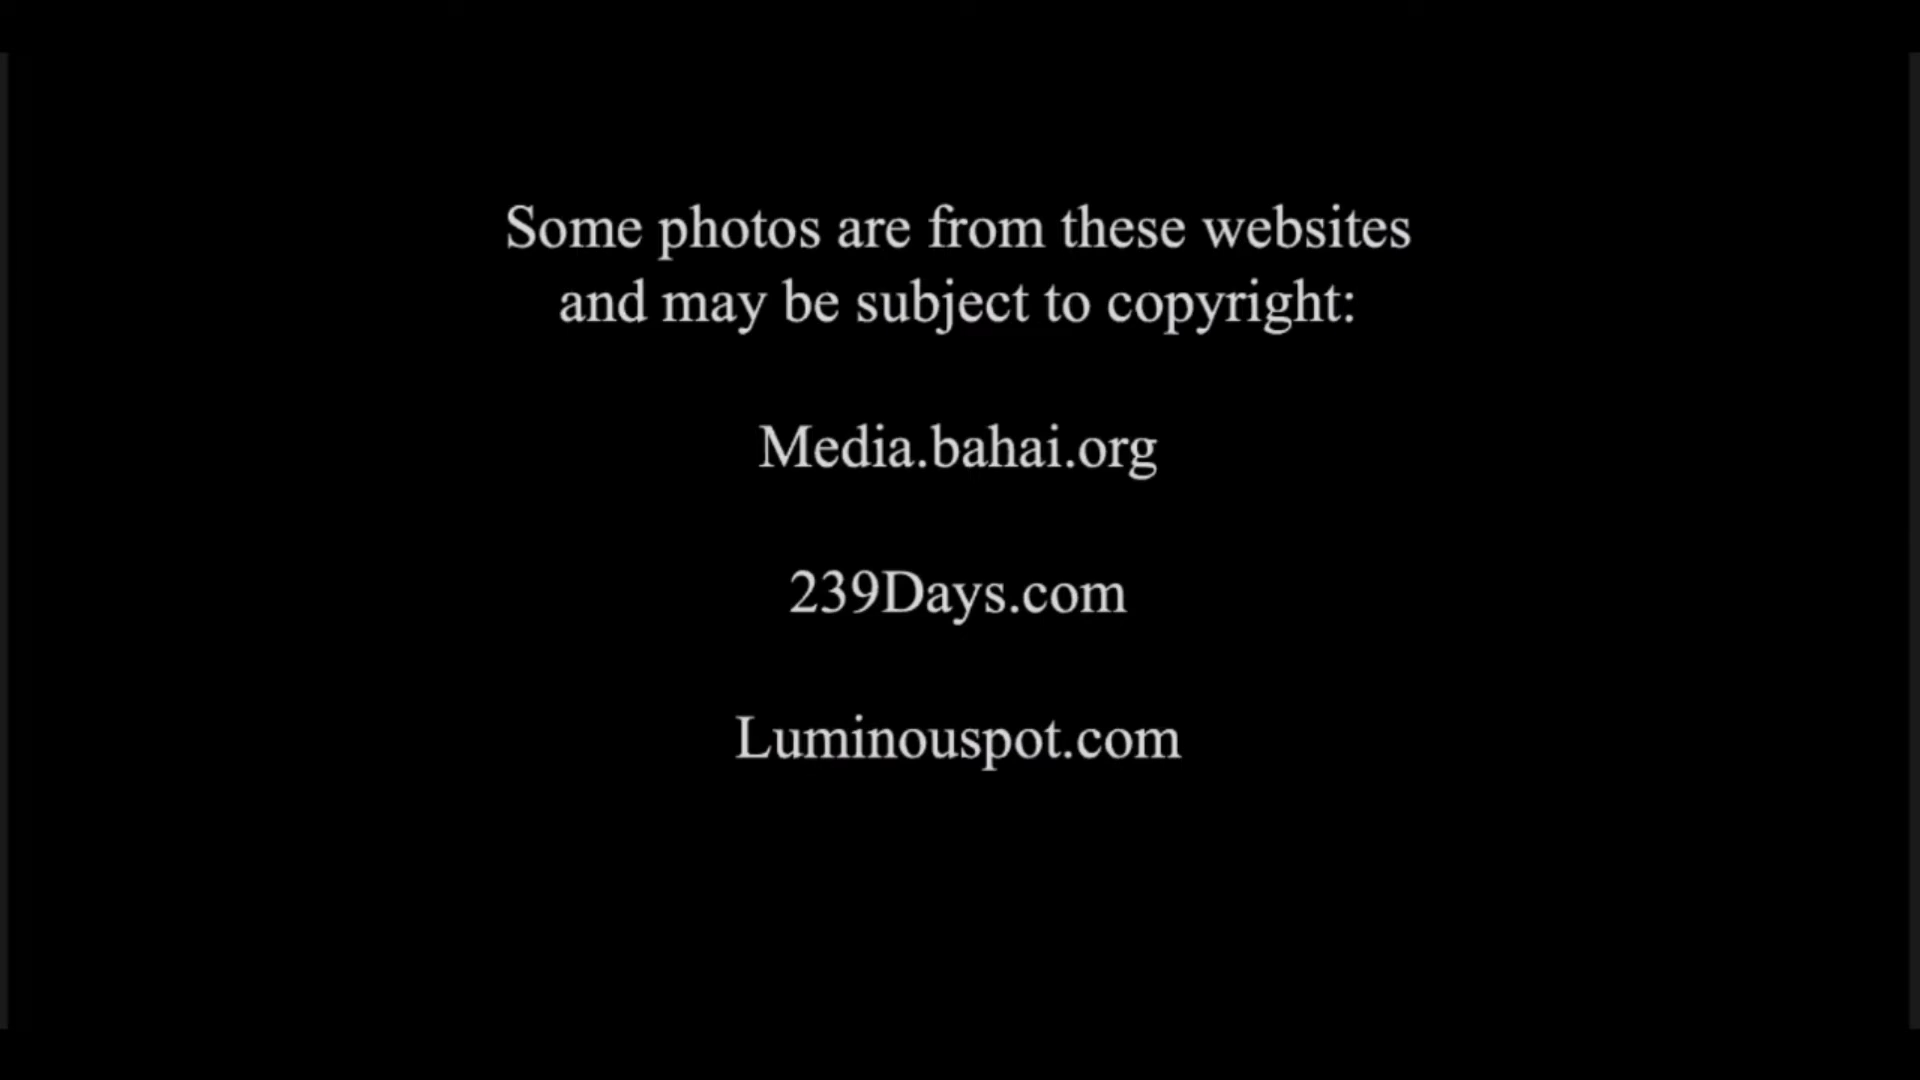 Some photos are from these websites
and may be subject to copyright:
Media.bahai.org
239Days.com
Luminouspot.com